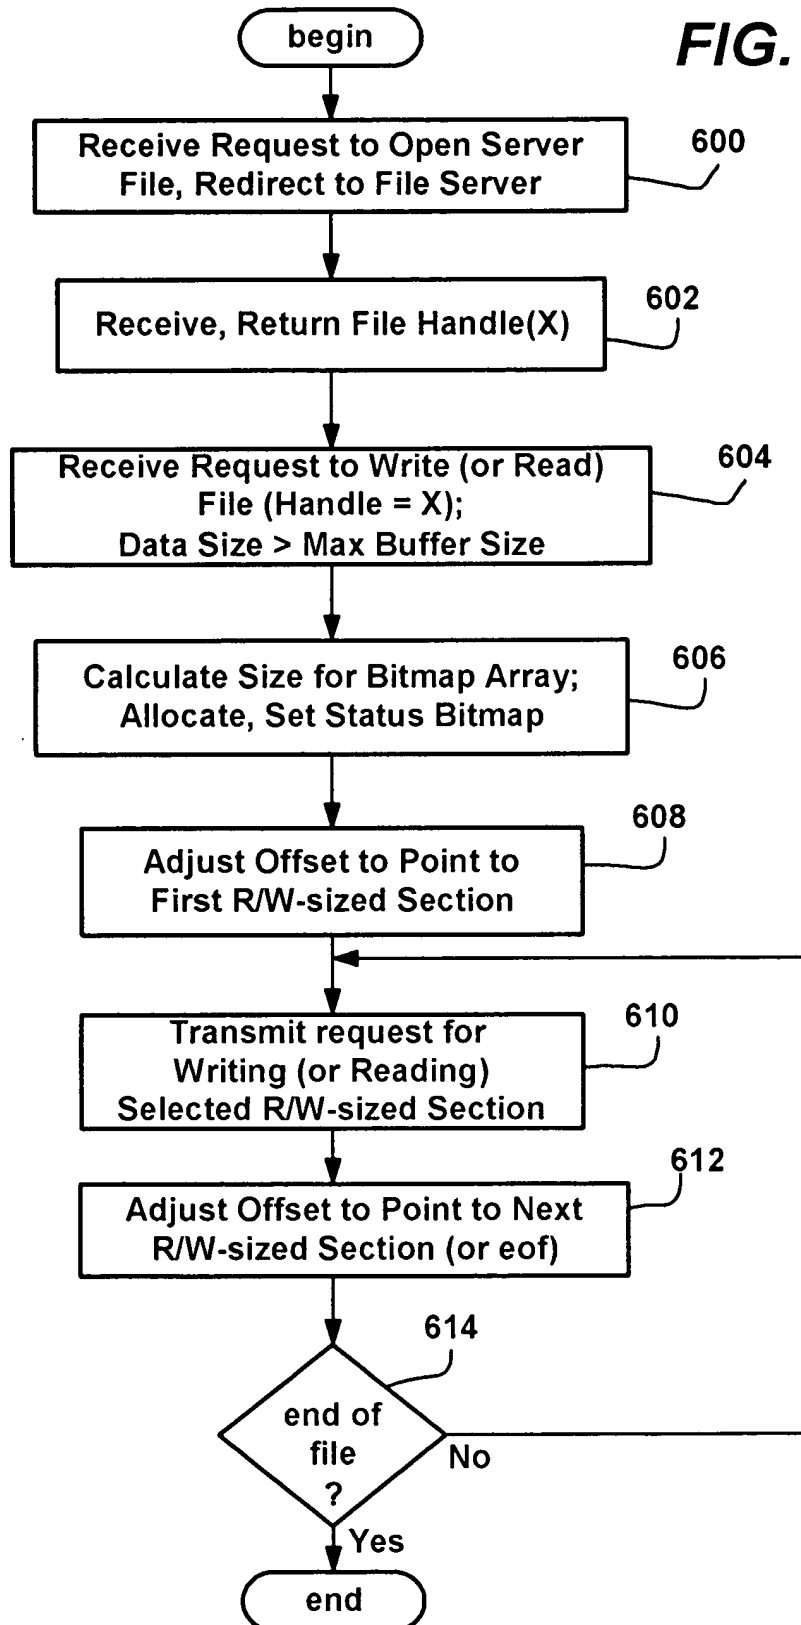 begin
FIG.
Receive Request to Open Server
File, Redirect to File Server
600
Receive, Return File Handle(X)
602
Receive Request to Write (or Read)
File (Handle = X);
Data Size > Max Buffer Size
604
Calculate Size for Bitmap Array;
Allocate, Set Status Bitmap
606
Adjust Offset to Point to
First R/W-sized Section
608
Transmit request for
Writing (or Reading)
Selected R/W-sized Section
610
Adjust Offset to Point to Next
R/W-sized Section (or eof)
612
end of
file
?
614
No
Yes
end